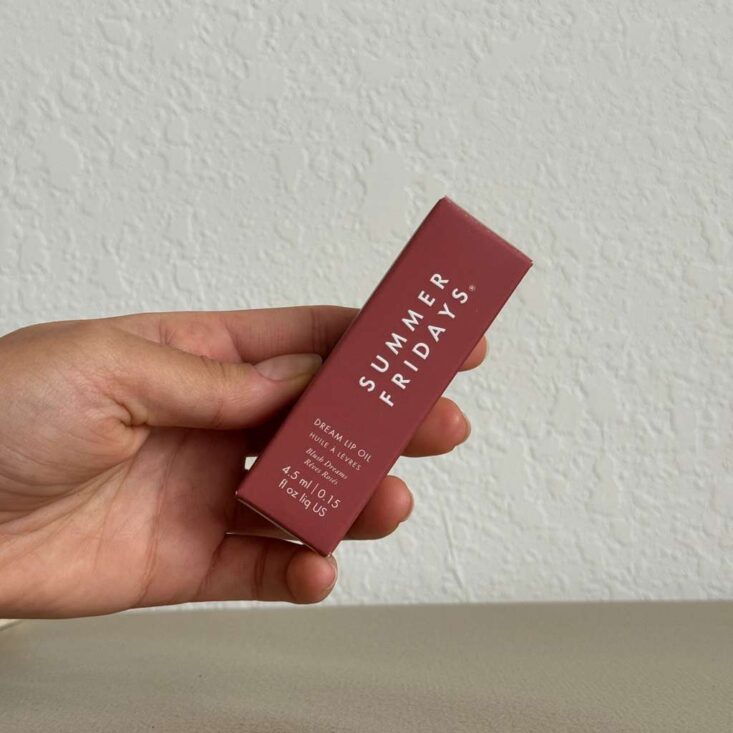 SUMMER
FRIDAYS®
DREAM LIP OIL
HUILE À LÈVRES
Blush Dreams
Rêves Rosés
4.5 ml | 0.15
fl oz liq US